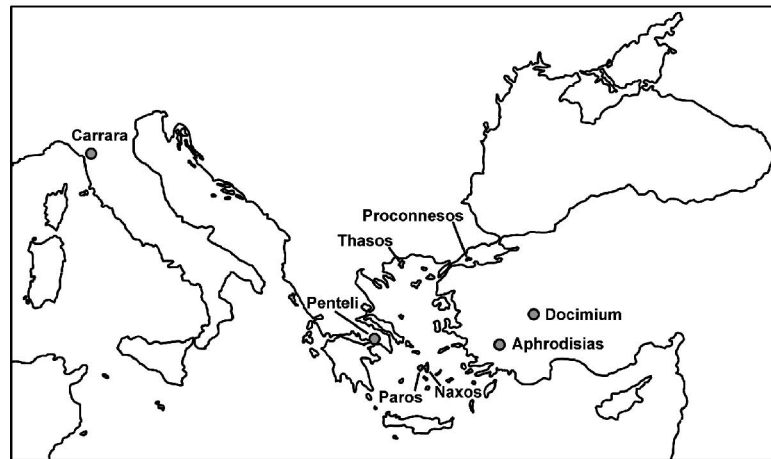 Carrara
Proconnesos
Thasos
Penteli
Docimium
Aphrodisias
Paros
Naxos